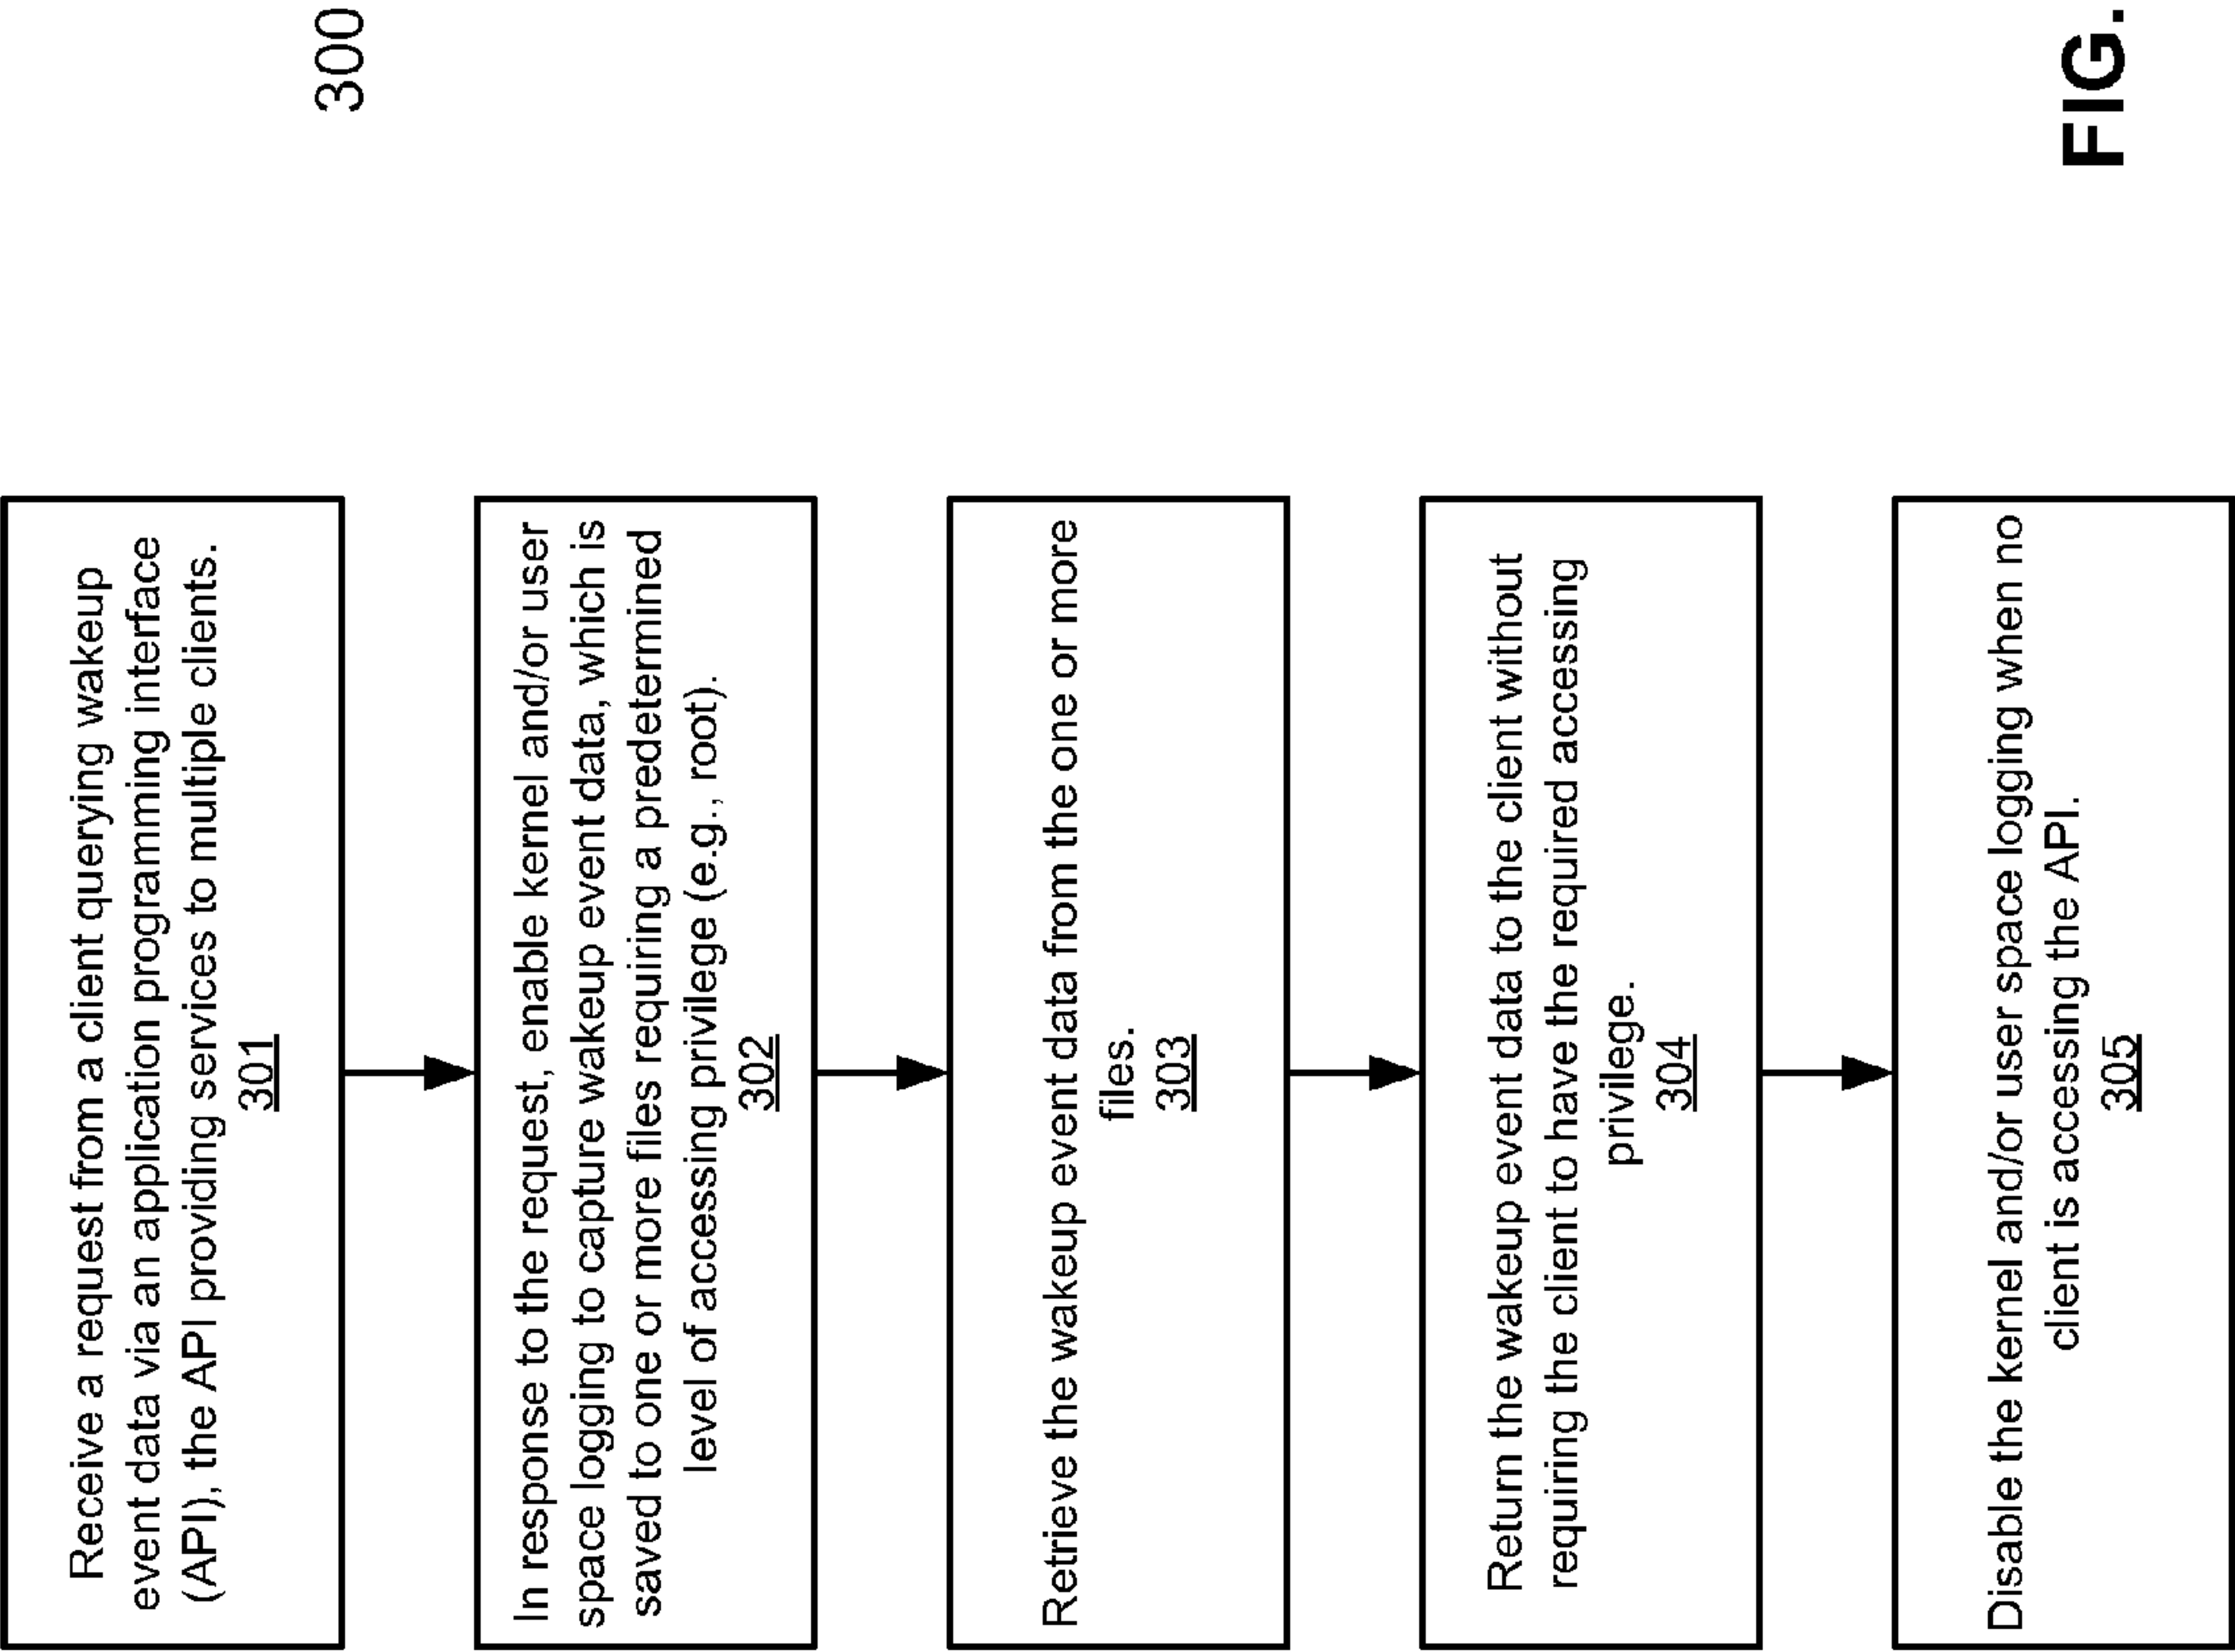 Receive a request from a client querying wakeup
event data via an application programming interface
(API), the API providing services to multiple clients.
301
In response to the request, enable kernel and/or user
space logging to capture wakeup event data, which is
saved to one or more files requiring a predetermined
level of accessing privilege (e.g., root).
302
Retrieve the wakeup event data from the one or more
files.
303
Return the wakeup event data to the client without
requiring the client to have the required accessing
privilege.
304
Disable the kernel and/or user space logging when no
client is accessing the API.
305
300
FIG.